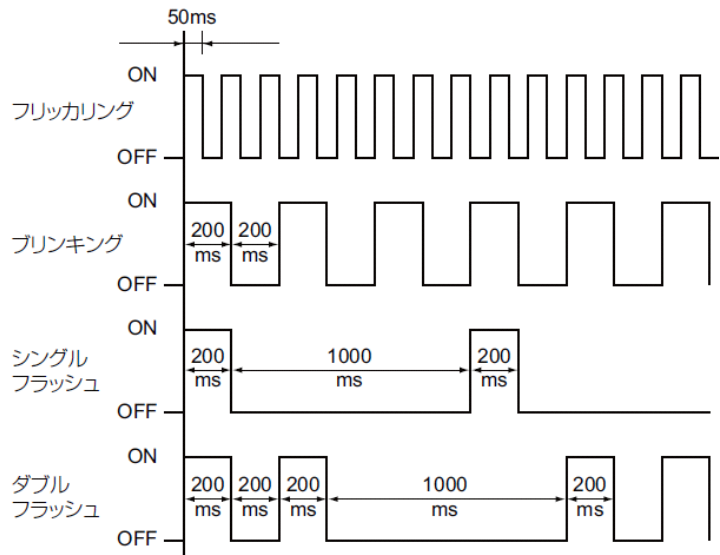 50ms
ON
フリッカリング
OFF
ON
200 200
ブリンキング
ms ms
OFF
ON
シングル
200 1000 200
フラッシュ
ms ms ms
OFF
ON
ダブル
200 200 200 1000 200
フラッシュ
ms ms ms ms ms
OFF